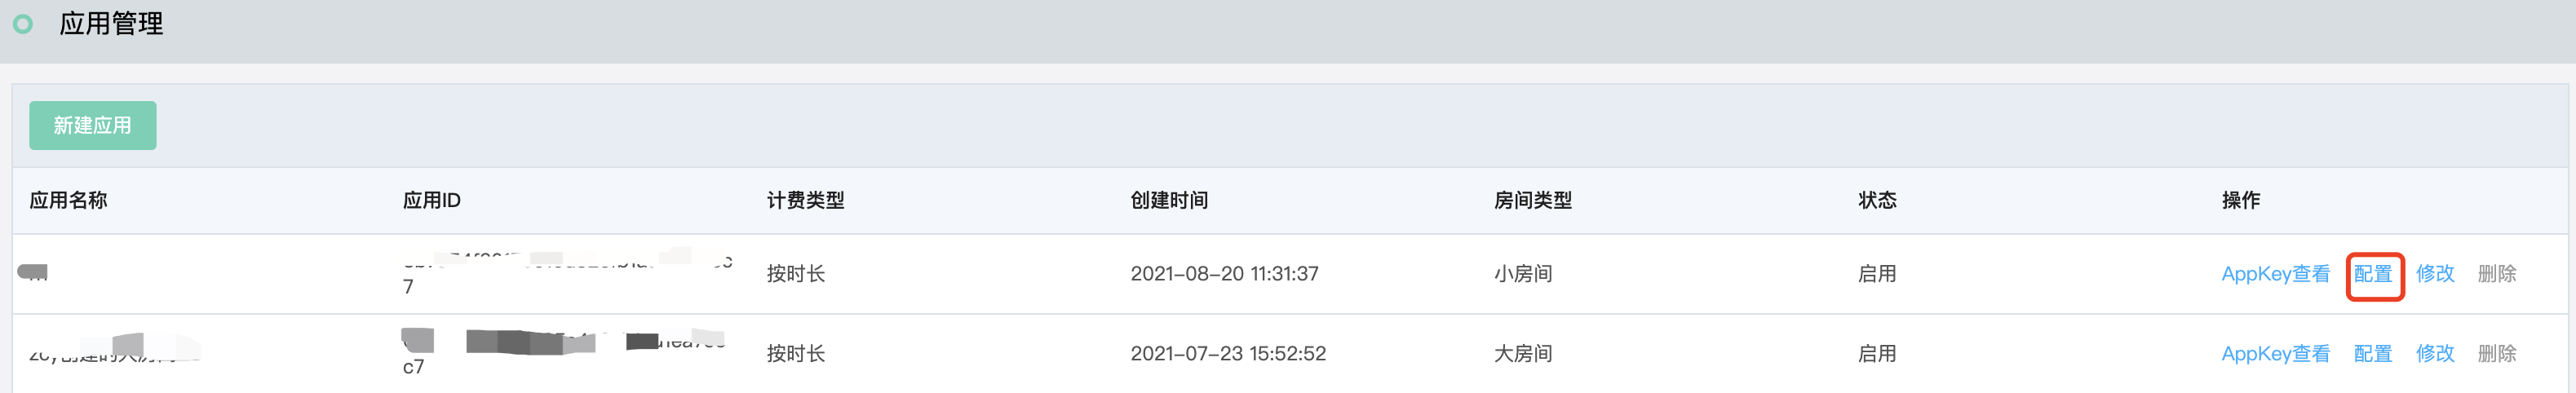 应用管理
新建应用
应用名称 应用ID 计费类型 创建时间 房间类型 状态 操作
7 按时长 2021-08-20 11:31:37 小房间 启用 AppKey查看 配置 修改 删除
c7 按时长 2021-07-23 15:52:52 大房间 启用 AppKey查看 配置 修改 删除